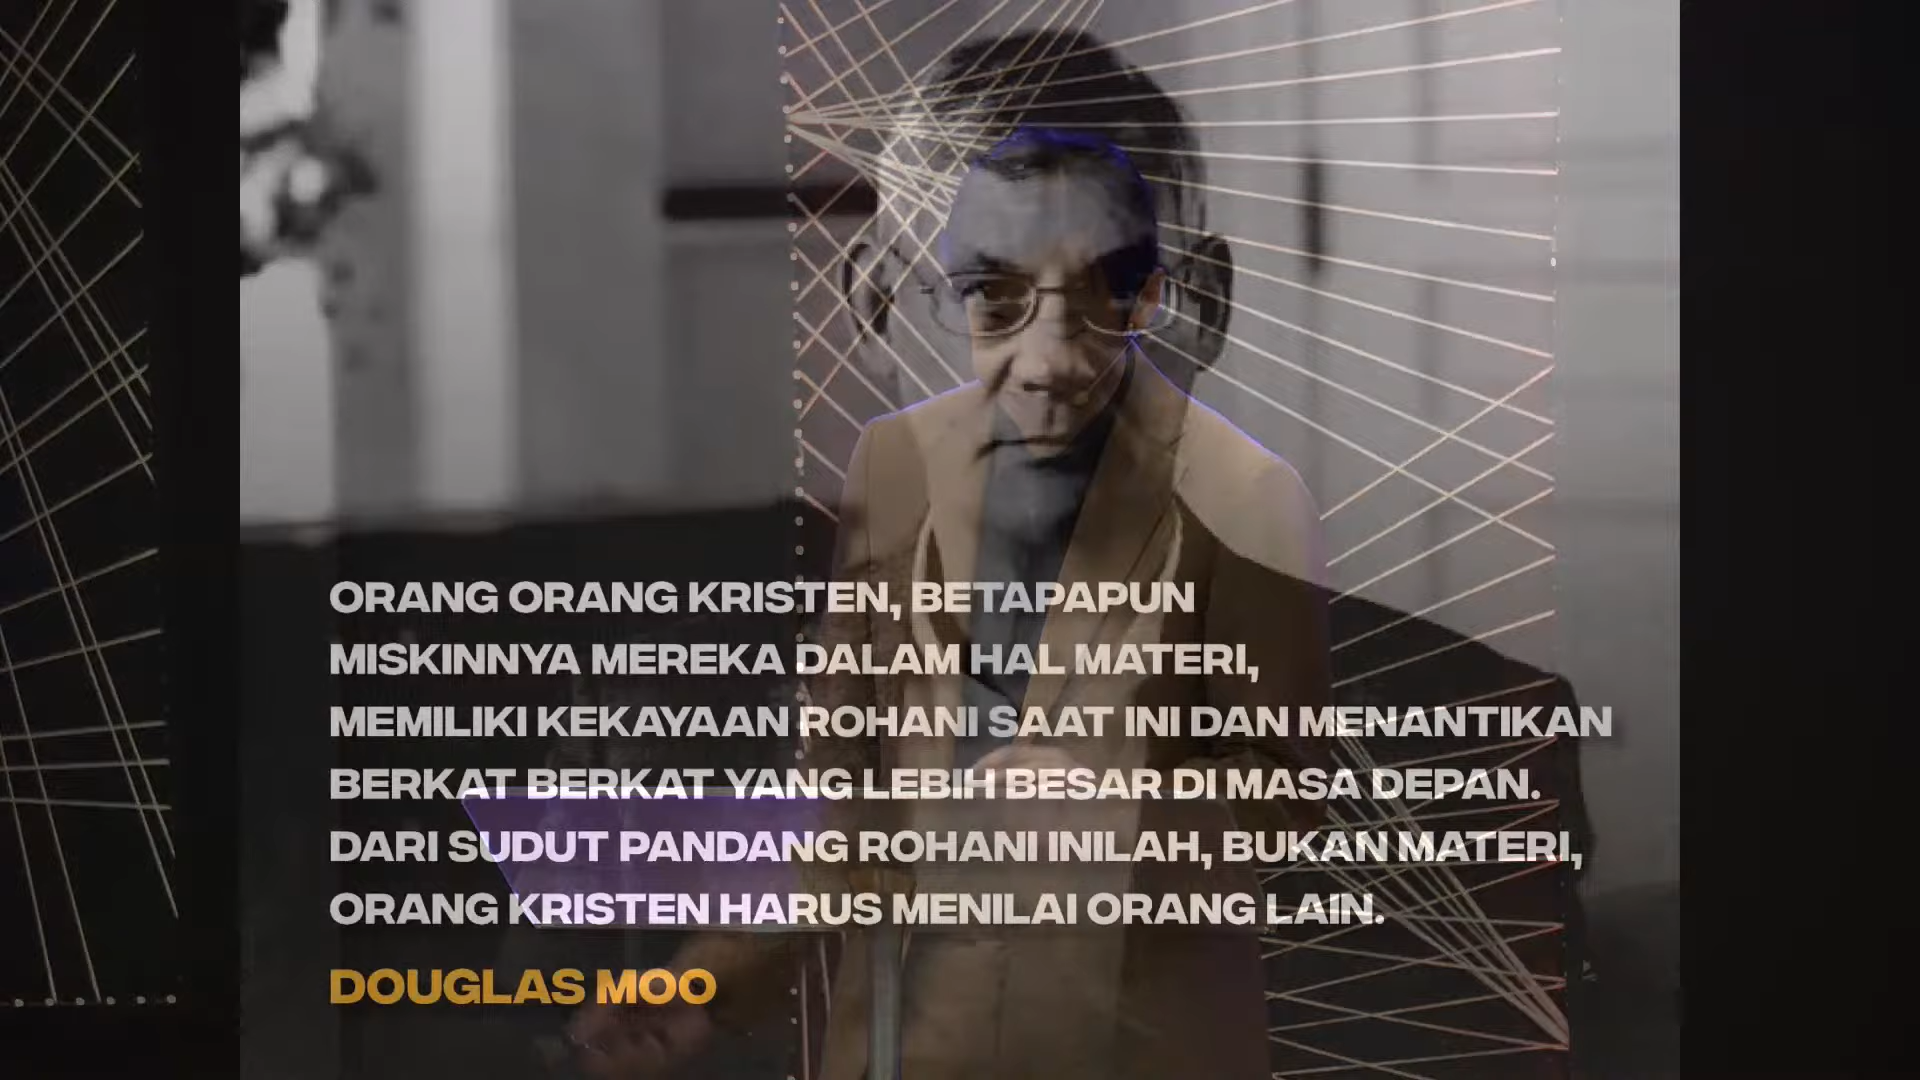 ORANG ORANG KRISTEN, BETAPAPUN
MISKINNYA MEREKA DALAM HAL MATERI,
MEMILIKI KEKAYAAN ROHANI SAAT INI DAN MENANTIKAN
BERKAT BERKAT YANG LEBIH BESAR DI MASA DEPAN.
DARI SUDUT PANDANG ROHANI INILAH, BUKAN MATERI,
ORANG KRISTEN HARUS MENILAI ORANG LAIN.
DOUGLAS MOO